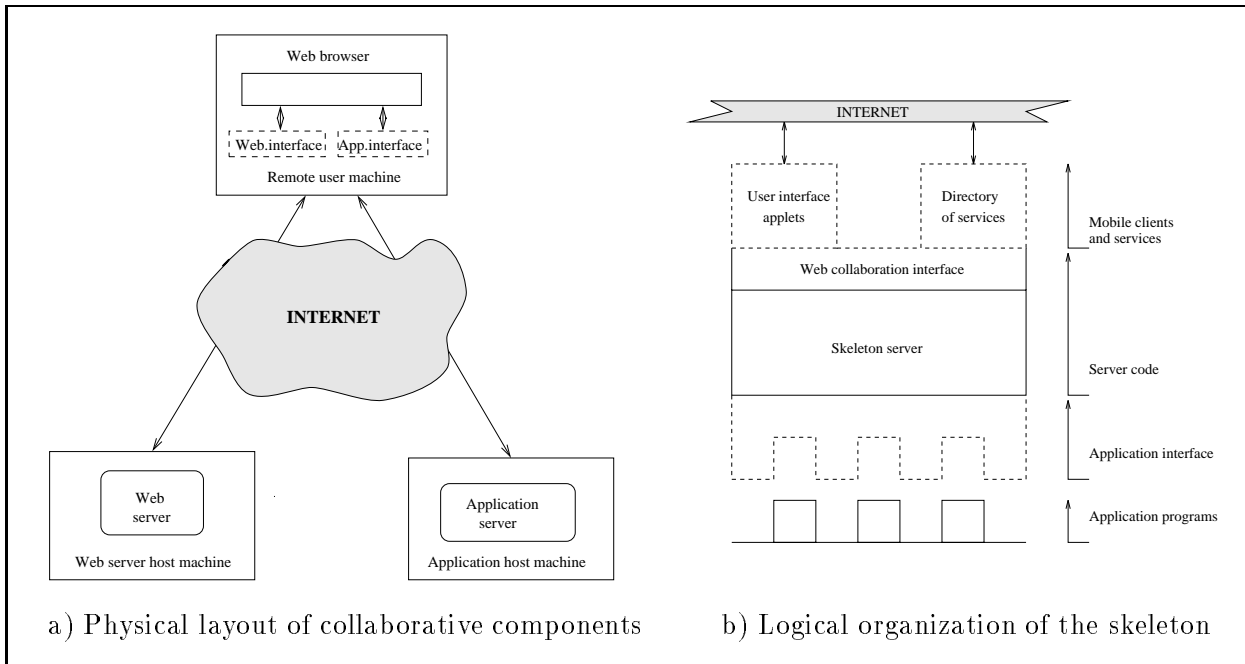 Web browser
Web.interface
App.interface
Remote user machine
INTERNET
Web
server
Web server host machine
Application
server
Application host machine
a) Physical layout of collaborative components
INTERNET
User interface
applets
Directory
of services
Mobile clients
and services
Web collaboration interface
Skeleton server
Server code
Application interface
Application programs
b) Logical organization of the skeleton